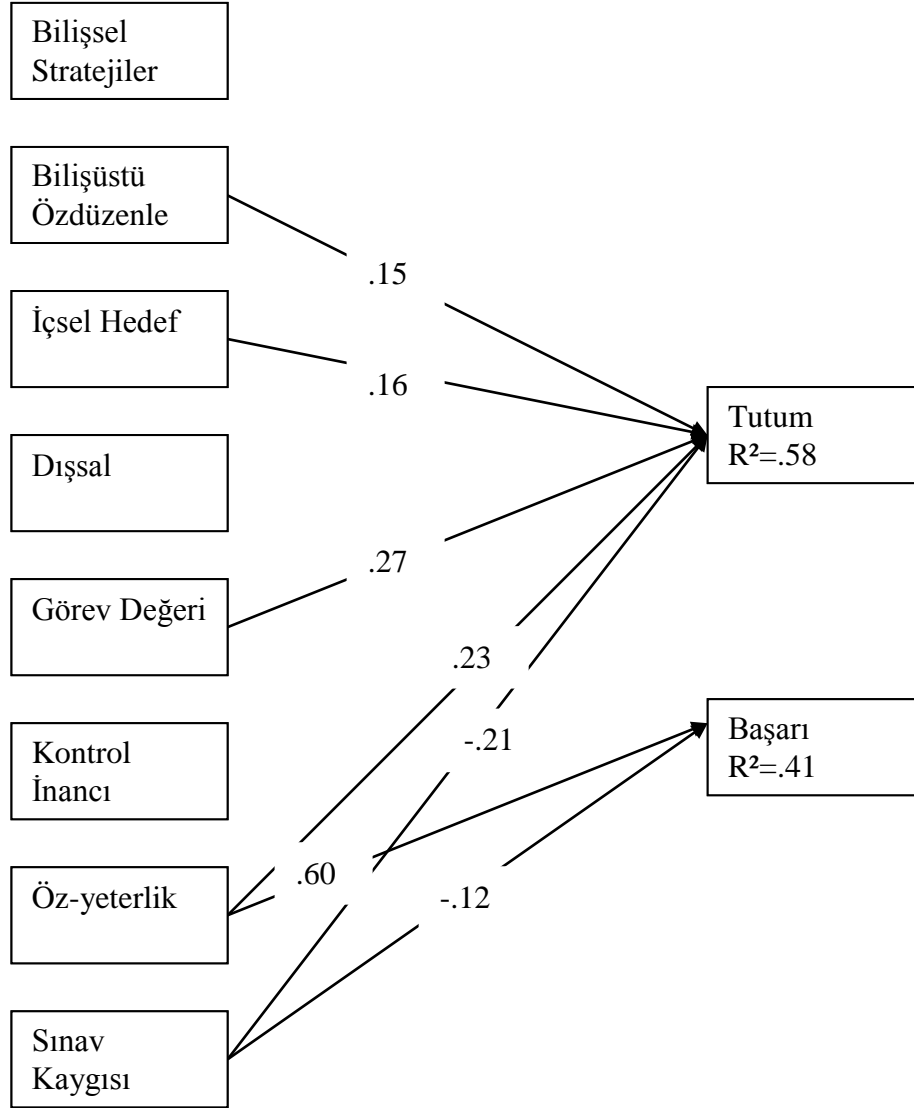 Bilişsel
Stratejiler
Bilişüstü
Özdüzenle
İçsel Hedef
Dışsal
Görev Değeri
Kontrol
İnancı
Öz-yeterlik
Sınav
Kaygısı
.15
.16
.27
.23
-.21
.60
-.12
Tutum
R²=.58
Başarı
R²=.41